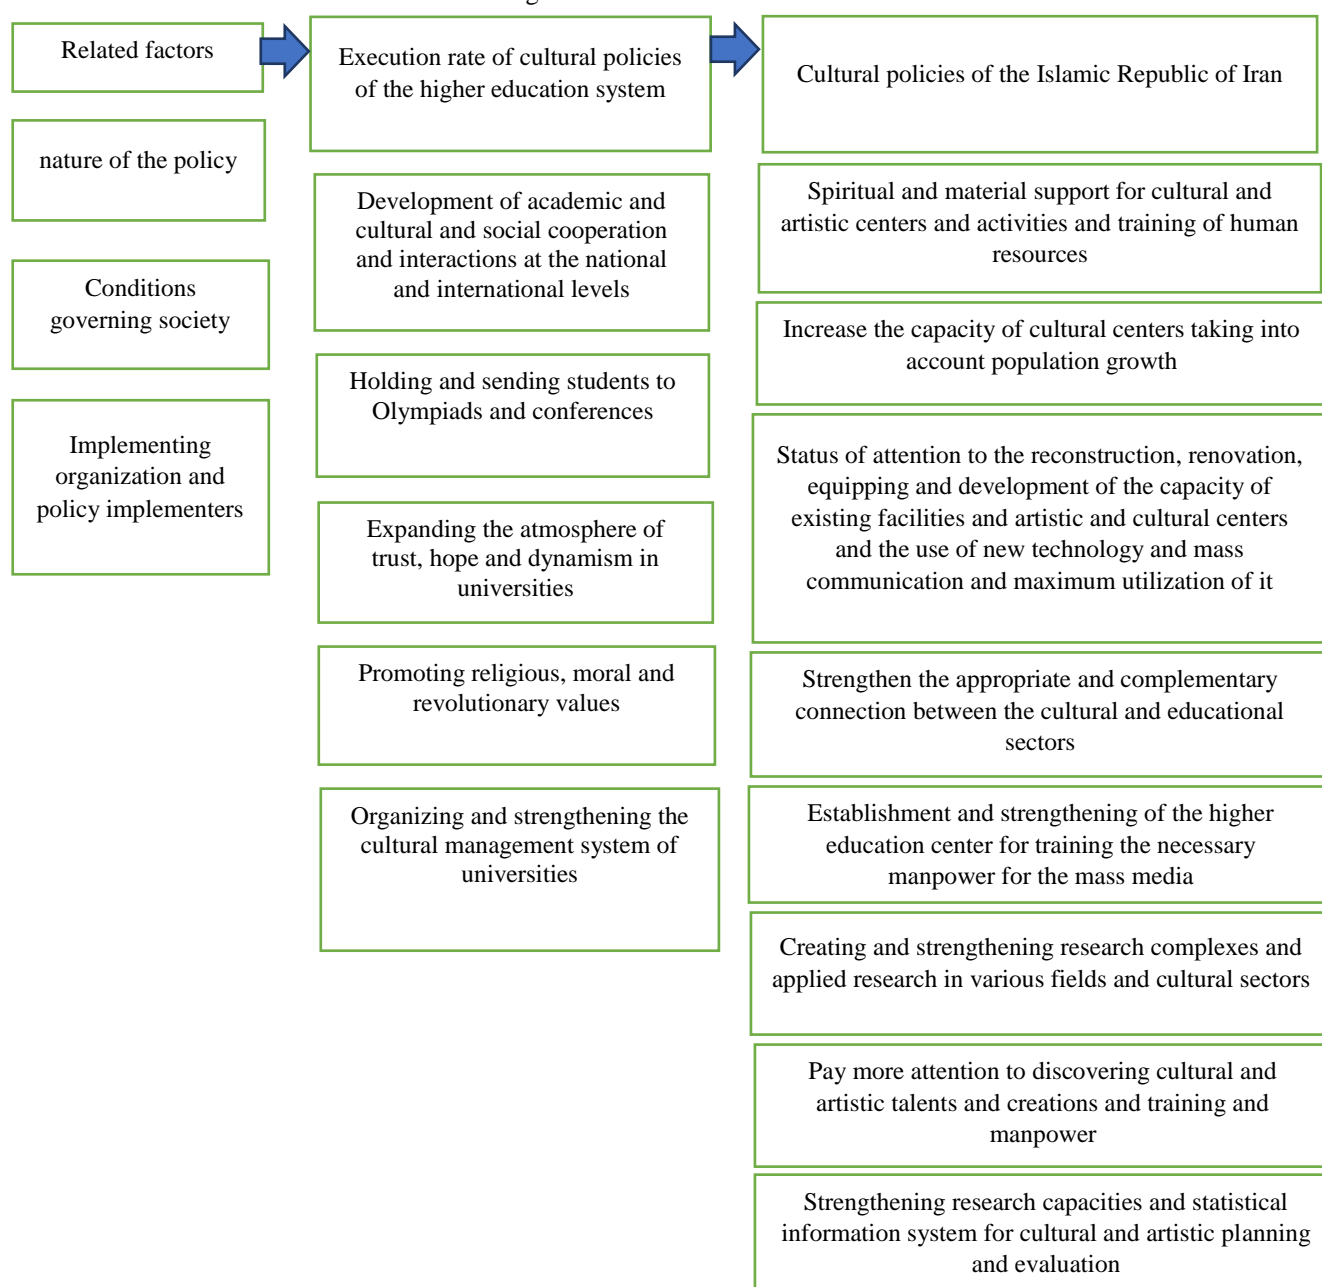 Related factors
nature of the policy
Conditions
governing society
Implementing
organization and
policy implementers
Execution rate of cultural policies
of the higher education system
Development of academic and
cultural and social cooperation
and interactions at the national
and international levels
Holding and sending students to
Olympiads and conferences
Expanding the atmosphere of
trust, hope and dynamism in
universities
Promoting religious, moral and
revolutionary values
Organizing and strengthening the
cultural management system of
universities
Cultural policies of the Islamic Republic of Iran
Spiritual and material support for cultural and
artistic centers and activities and training of human
resources
Increase the capacity of cultural centers taking into
account population growth
Status of attention to the reconstruction, renovation,
equipping and development of the capacity of
existing facilities and artistic and cultural centers
and the use of new technology and mass
communication and maximum utilization of it
Strengthen the appropriate and complementary
connection between the cultural and educational
sectors
Establishment and strengthening of the higher
education center for training the necessary
manpower for the mass media
Creating and strengthening research complexes and
applied research in various fields and cultural sectors
Pay more attention to discovering cultural and
artistic talents and creations and training and
manpower
Strengthening research capacities and statistical
information system for cultural and artistic planning
and evaluation